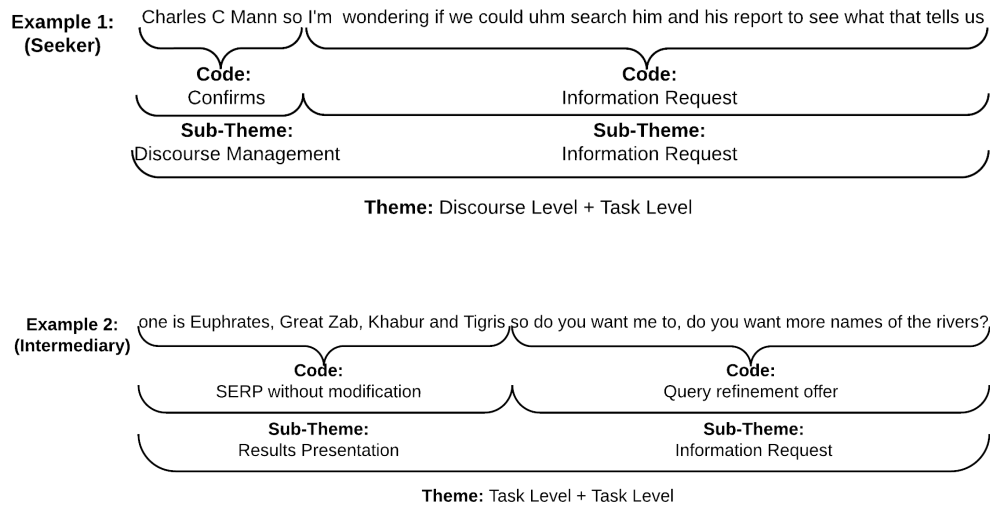 Example 1:
(Seeker)
Charles C Mann so I'm wondering if we could uhm search him and his report to see what that tells us
Code:
Confirms
Code:
Information Request
Sub-Theme:
Discourse Management
Sub-Theme:
Information Request
Theme: Discourse Level + Task Level
Example 2:
(Intermediary)
one is Euphrates, Great Zab, Khabur and Tigris so do you want me to, do you want more names of the rivers?
Code:
SERP without modification
Code:
Query refinement offer
Sub-Theme:
Results Presentation
Sub-Theme:
Information Request
Theme: Task Level + Task Level